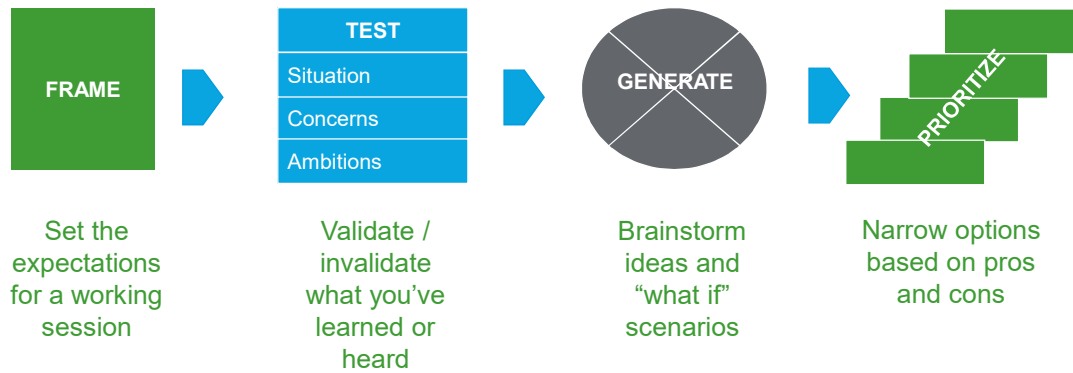 FRAME
TEST
Situation
Concerns
Ambitions
GENERATE
PRIORITIZE
Set the
expectations
for a working
session
Validate /
invalidate
what you’ve
learned or
heard
Brainstorm
ideas and
“what if”
scenarios
Narrow options
based on pros
and cons